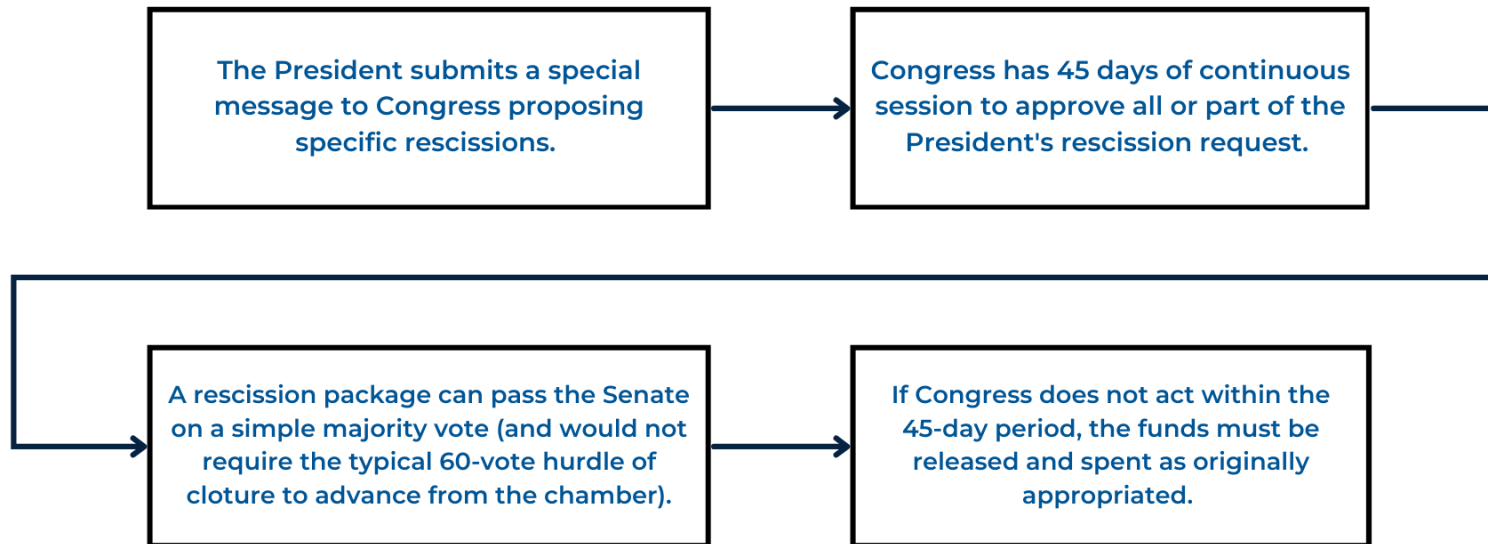 The President submits a special
message to Congress proposing
specific rescissions.
Congress has 45 days of continuous
session to approve all or part of the
President's rescission request.
A rescission package can pass the Senate
on a simple majority vote (and would not
require the typical 60-vote hurdle of
cloture to advance from the chamber).
If Congress does not act within the
45-day period, the funds must be
released and spent as originally
appropriated.